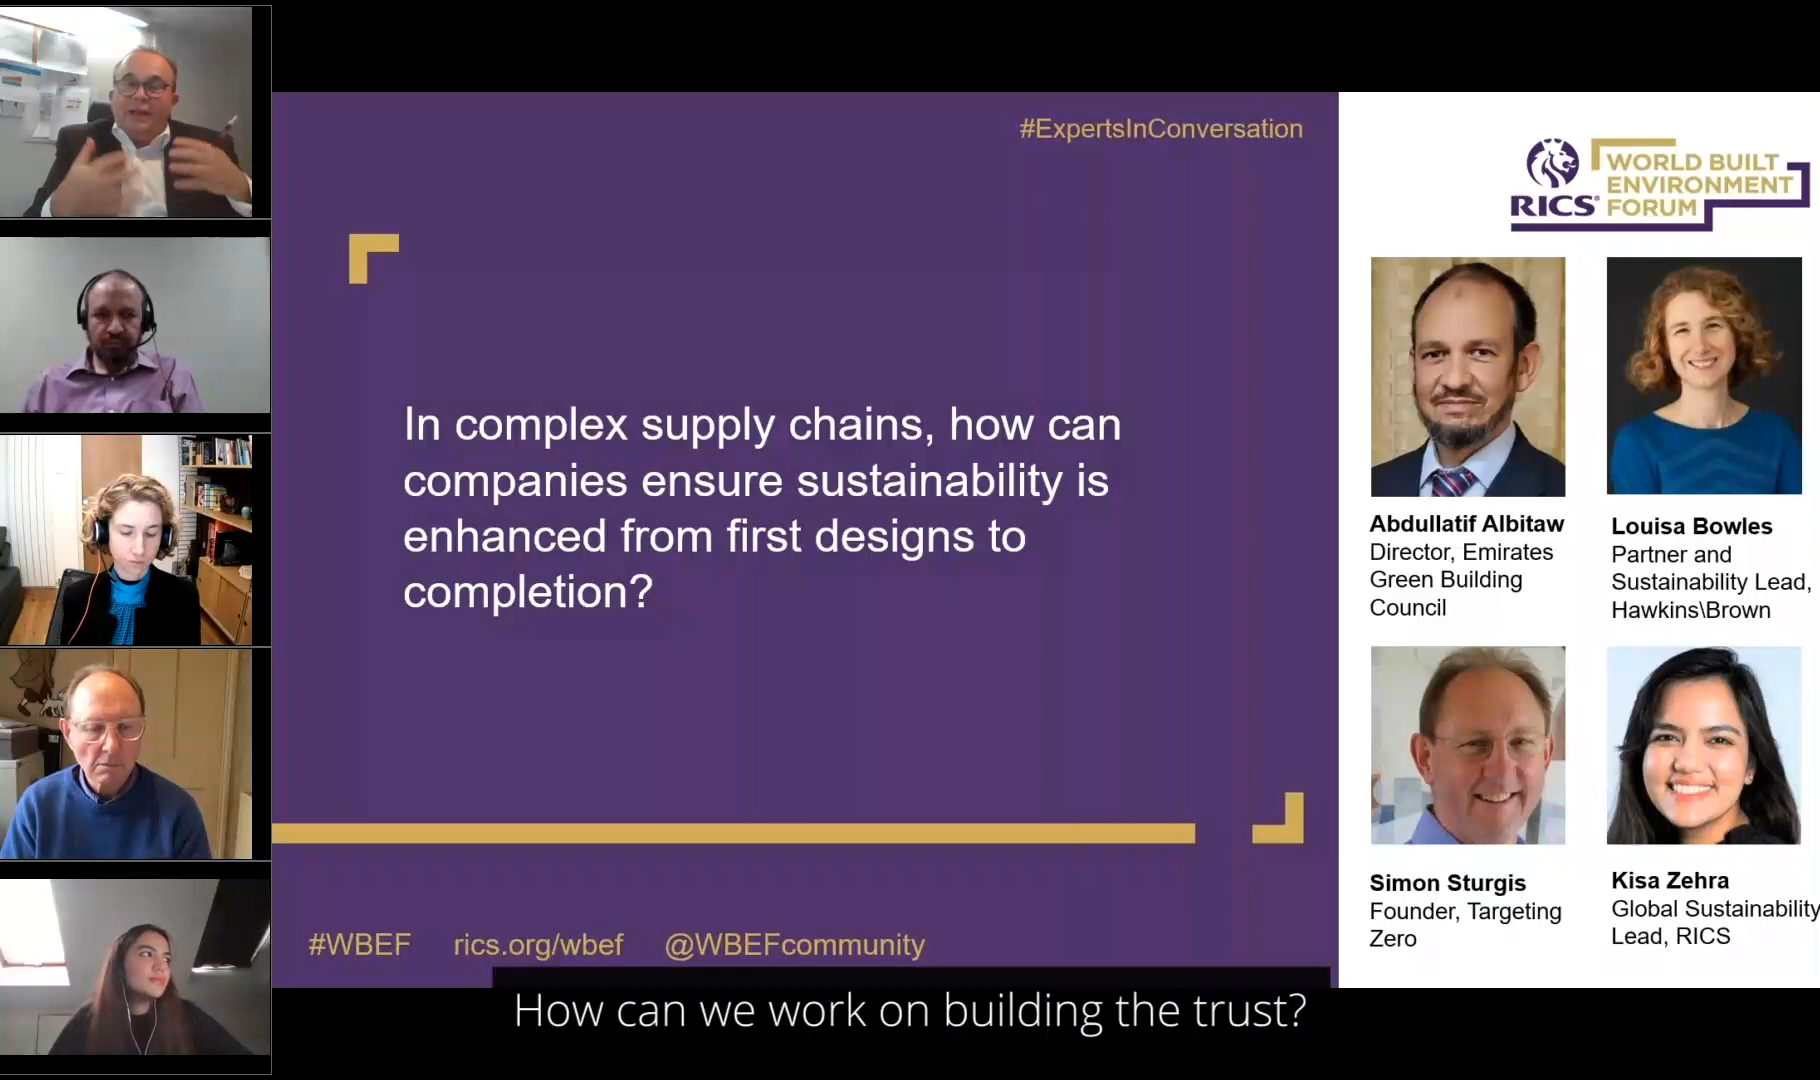 #ExpertsInConversation
In complex supply chains, how can
companies ensure sustainability is
enhanced from first designs to
completion?
#WBEF rics.org/wbef @WBEFcommunity
RICS®
WORLD BUILT
ENVIRONMENT
FORUM
Abdullatif Albitaw
Director, Emirates
Green Building
Council
Louisa Bowles
Partner and
Sustainability Lead,
Hawkins\Brown
Simon Sturgis
Founder, Targeting
Zero
Kisa Zehra
Global Sustainability
Lead, RICS
How can we work on building the trust?